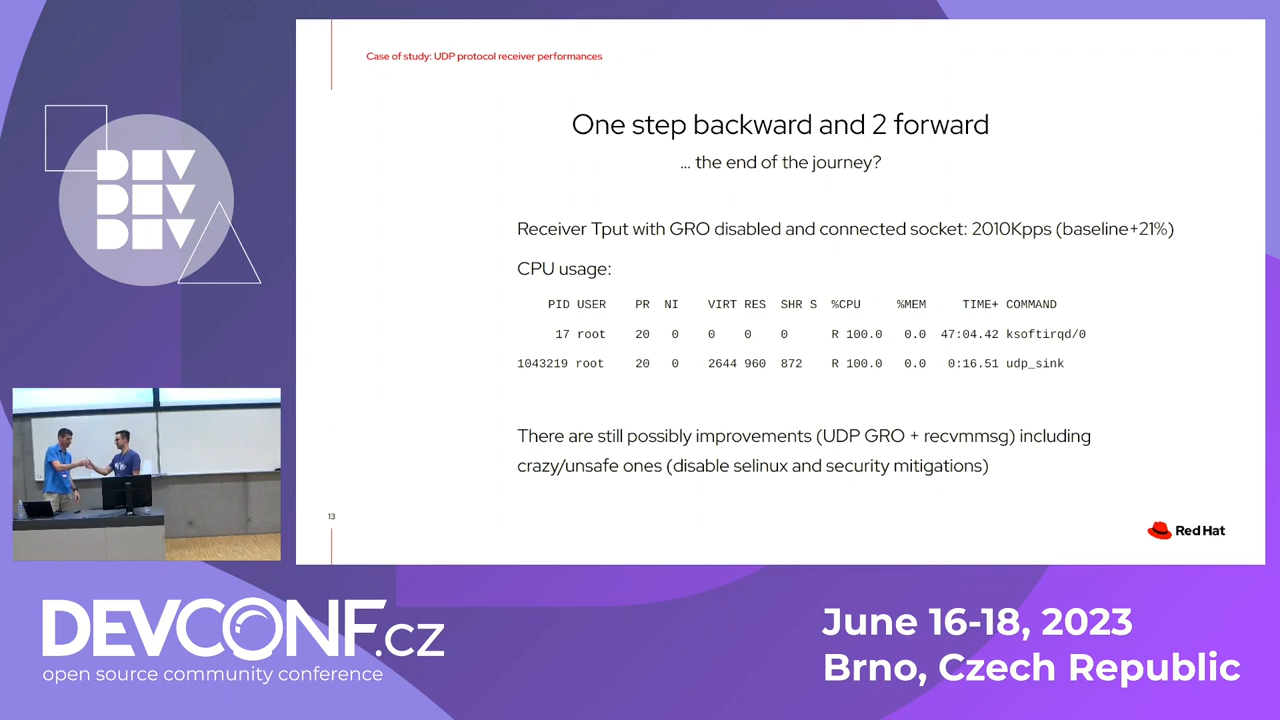 Case of study: UDP protocol receiver performances
One step backward and 2 forward
... the end of the journey?
Receiver Tput with GRO disabled and connected socket: 2010Kpps (baseline+21%)
CPU usage:
PID USER PR NI VIRT RES SHR S %CPU %MEM TIME+ COMMAND
17 root 20 0 0 0 0 R 100.0 0.0 47:04.42 ksoftirqd/0
1043219 root 20 0 2644 960 872 R 100.0 0.0 0:16.51 udp_sink
There are still possibly improvements (UDP GRO + recvmmsg) including
crazy/unsafe ones (disable selinux and security mitigations)
13
Red Hat
DEV
DEV
DEV
DEVCONF.cz
open source community conference
June 16-18, 2023
Brno, Czech Republic